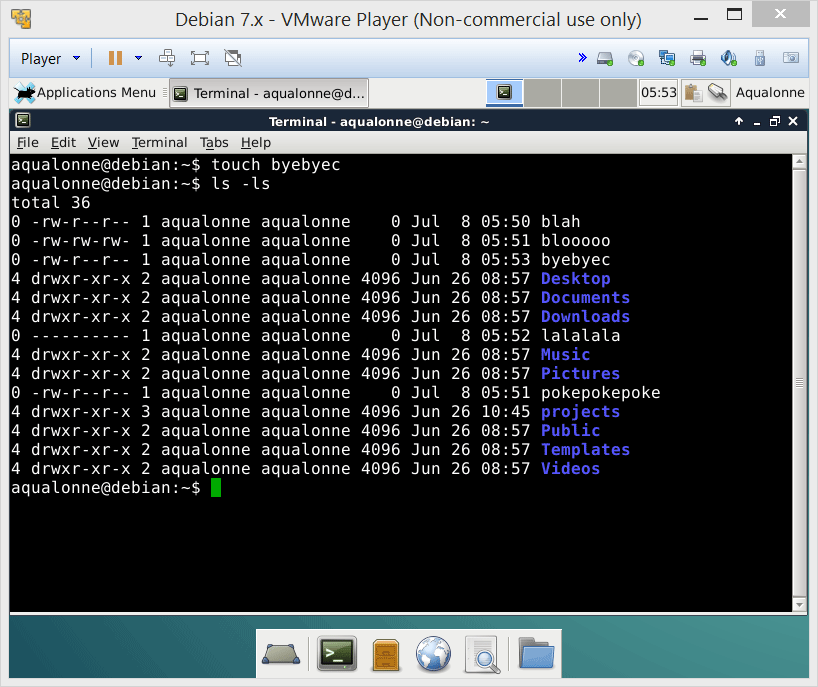 Debian 7.x - VMware Player (Non-commercial use only)
Player
Applications Menu Terminal - aqualonne@d... 05:53 Aqualonne
Terminal - aqualonne@debian: ~
File Edit View Terminal Tabs Help
aqualonne@debian:~$ touch byebyec
aqualonne@debian:~$ ls -ls
total 36
0 -rw-r--r-- 1 aqualonne aqualonne    0 Jul  8 05:50 blah
0 -rw-rw-rw- 1 aqualonne aqualonne    0 Jul  8 05:51 blooooo
0 -rw-r--r-- 1 aqualonne aqualonne    0 Jul  8 05:53 byebyec
4 drwxr-xr-x 2 aqualonne aqualonne 4096 Jun 26 08:57 Desktop
4 drwxr-xr-x 2 aqualonne aqualonne 4096 Jun 26 08:57 Documents
4 drwxr-xr-x 2 aqualonne aqualonne 4096 Jun 26 08:57 Downloads
0 ---------- 1 aqualonne aqualonne    0 Jul  8 05:52 lalalala
4 drwxr-xr-x 2 aqualonne aqualonne 4096 Jun 26 08:57 Music
4 drwxr-xr-x 2 aqualonne aqualonne 4096 Jun 26 08:57 Pictures
0 -rw-r--r-- 1 aqualonne aqualonne    0 Jul  8 05:51 pokepokepoke
4 drwxr-xr-x 3 aqualonne aqualonne 4096 Jun 26 10:45 projects
4 drwxr-xr-x 2 aqualonne aqualonne 4096 Jun 26 08:57 Public
4 drwxr-xr-x 2 aqualonne aqualonne 4096 Jun 26 08:57 Templates
4 drwxr-xr-x 2 aqualonne aqualonne 4096 Jun 26 08:57 Videos
aqualonne@debian:~$